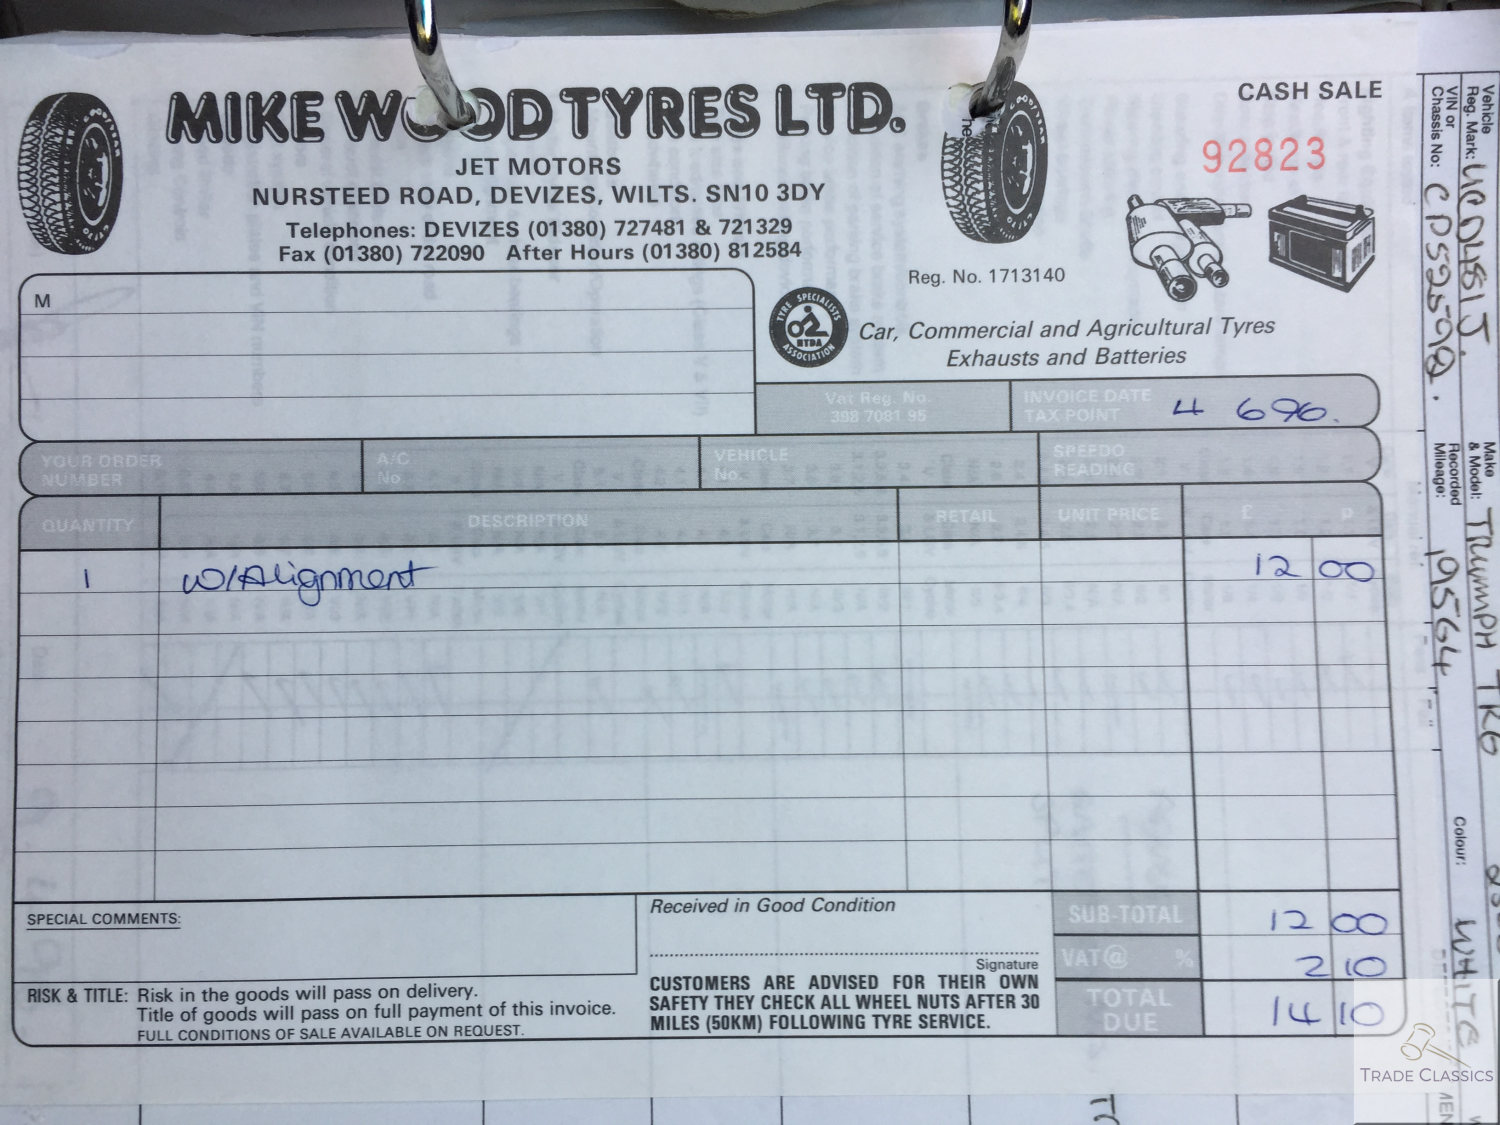 MIKE WOOD TYRES LTD.
JET MOTORS
NURSTEED ROAD, DEVIZES, WILTS. SN10 3DY
Telephones: DEVIZES (01380) 727481 & 721329
Fax (01380) 722090 After Hours (01380) 812584
CASH SALE
92823
Reg. No. 1713140
M
TYRE SPECIALISTS
NTDA
ASSOCIATION
Car, Commercial and Agricultural Tyres
Exhausts and Batteries
Vat Reg. No.
398 7081 95
INVOICE DATE
TAX POINT
4 6 96.
YOUR ORDER
NUMBER
A/C
No.
VEHICLE
No.
SPEEDO
READING
QUANTITY DESCRIPTION RETAIL UNIT PRICE £ p
1 W/Alignment 12 00
SPECIAL COMMENTS:
Received in Good Condition
Signature
CUSTOMERS ARE ADVISED FOR THEIR OWN
SAFETY THEY CHECK ALL WHEEL NUTS AFTER 30
MILES (50KM) FOLLOWING TYRE SERVICE.
RISK & TITLE: Risk in the goods will pass on delivery.
Title of goods will pass on full payment of this invoice.
FULL CONDITIONS OF SALE AVAILABLE ON REQUEST.
SUB-TOTAL 12 00
VAT@ % 2 10
TOTAL
DUE 14 10
Vehicle
Reg. Mark:
VIN or
Chassis No:
Make
& Model: TRIUMPH TR6
Recorded
Mileage: 19564
Colour: WHITE
TRADE CLASSICS